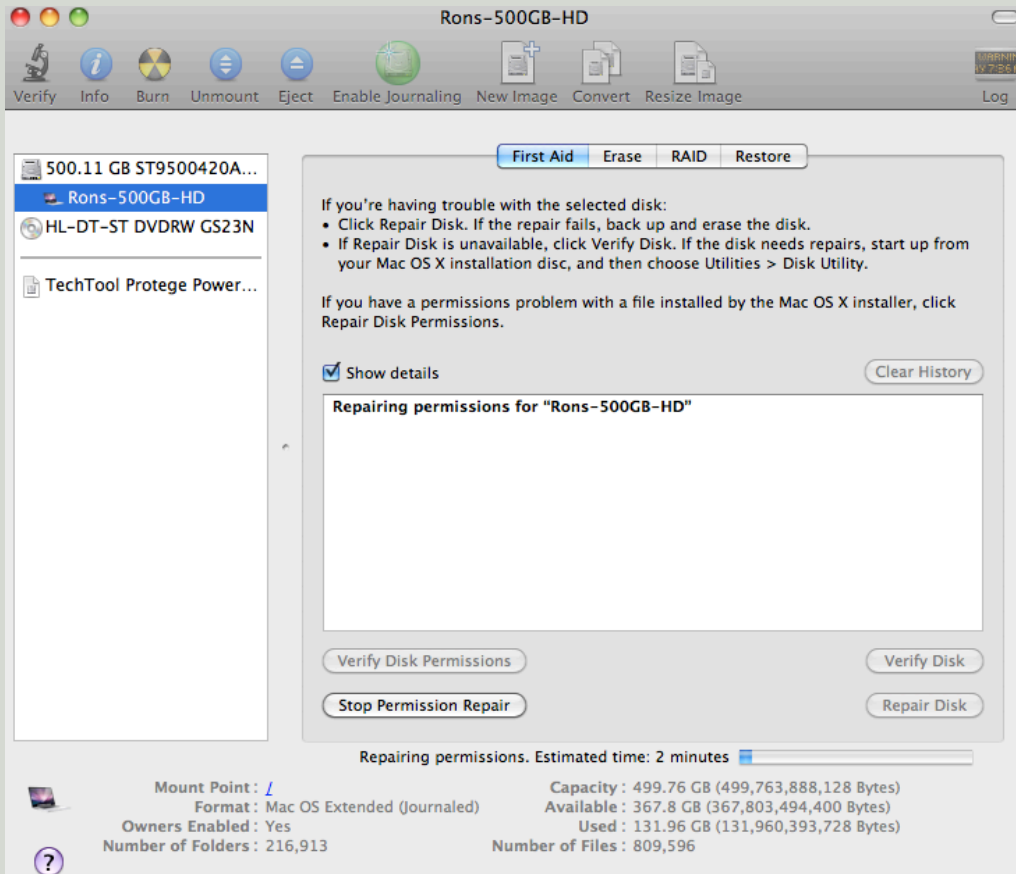 Rons-500GB-HD
Verify Info Burn Unmount Eject Enable Journaling New Image Convert Resize Image Log
500.11 GB ST9500420A...
Rons-500GB-HD
HL-DT-ST DVDRW GS23N
TechTool Protege Power...
First Aid Erase RAID Restore
If you're having trouble with the selected disk:
• Click Repair Disk. If the repair fails, back up and erase the disk.
• If Repair Disk is unavailable, click Verify Disk. If the disk needs repairs, start up from
your Mac OS X installation disc, and then choose Utilities > Disk Utility.
If you have a permissions problem with a file installed by the Mac OS X installer, click
Repair Disk Permissions.
Show details
Clear History
Repairing permissions for “Rons-500GB-HD”
Verify Disk Permissions
Verify Disk
Stop Permission Repair
Repair Disk
Repairing permissions. Estimated time: 2 minutes
Mount Point : /
Format : Mac OS Extended (Journaled)
Owners Enabled : Yes
Number of Folders : 216,913
Capacity : 499.76 GB (499,763,888,128 Bytes)
Available : 367.8 GB (367,803,494,400 Bytes)
Used : 131.96 GB (131,960,393,728 Bytes)
Number of Files : 809,596
?